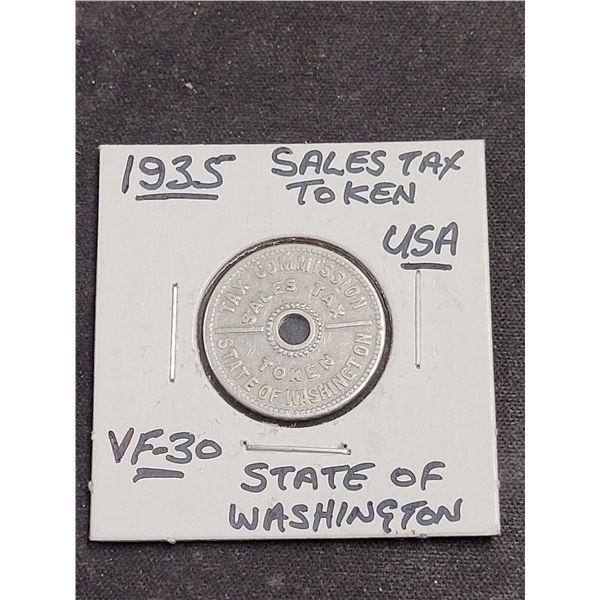 1935
SALES TAX
TOKEN
USA
TAX COMMISSION
SALES TAX
TOKEN
STATE OF WASHINGTON
VF-30
STATE OF
WASHINGTON